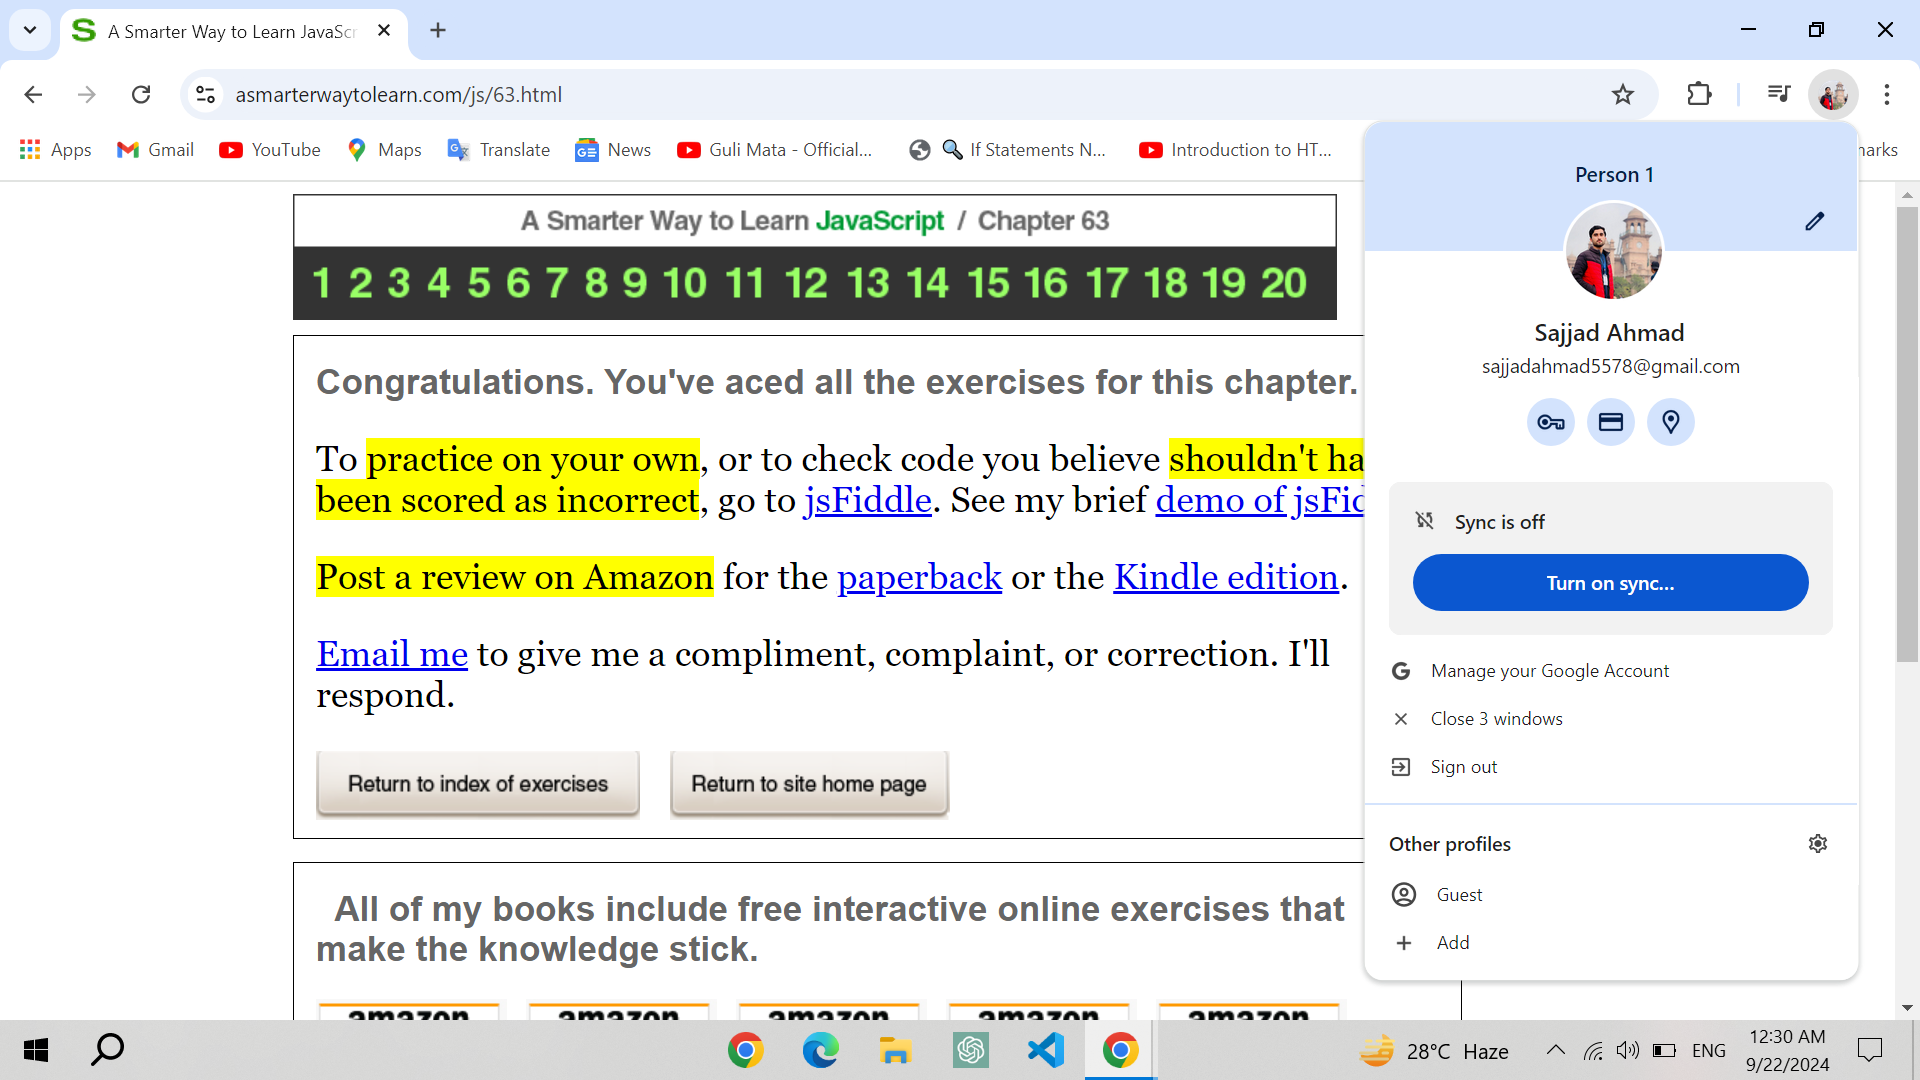 A Smarter Way to Learn JavaScr
asmarterwaytolearn.com/js/63.html
Apps Gmail YouTube Maps Translate News Guli Mata - Official... If Statements N... Introduction to HT... marks
A Smarter Way to Learn JavaScript / Chapter 63
1 2 3 4 5 6 7 8 9 10 11 12 13 14 15 16 17 18 19 20
Congratulations. You've aced all the exercises for this chapter.
To practice on your own, or to check code you believe shouldn't ha
been scored as incorrect, go to jsFiddle. See my brief demo of jsFid
Post a review on Amazon for the paperback or the Kindle edition.
Email me to give me a compliment, complaint, or correction. I'll
respond.
Return to index of exercises Return to site home page
All of my books include free interactive online exercises that
make the knowledge stick.
amazon amazon amazon amazon amazon
Person 1
Sajjad Ahmad
sajjadahmad5578@gmail.com
Sync is off
Turn on sync...
Manage your Google Account
Close 3 windows
Sign out
Other profiles
Guest
Add
28°C Haze ENG 12:30 AM
9/22/2024